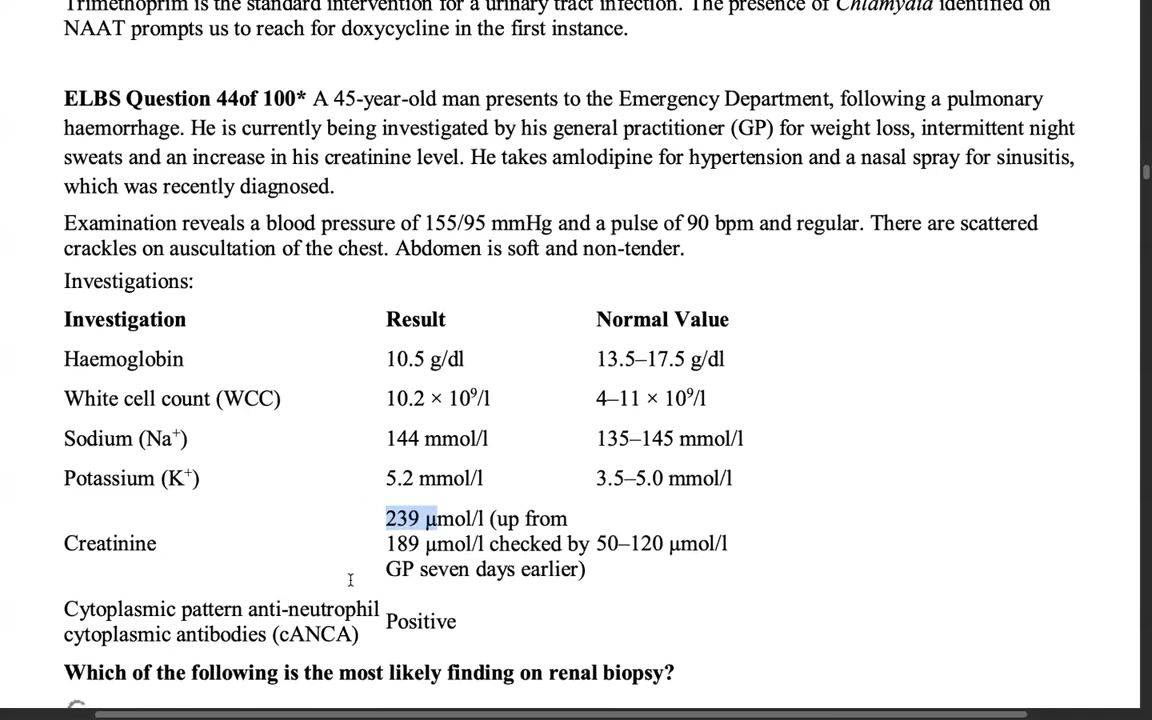 Trimethoprim is the standard intervention for a urinary tract infection. The presence of Chlamydia identified on
NAAT prompts us to reach for doxycycline in the first instance.
ELBS Question 44of 100* A 45-year-old man presents to the Emergency Department, following a pulmonary
haemorrhage. He is currently being investigated by his general practitioner (GP) for weight loss, intermittent night
sweats and an increase in his creatinine level. He takes amlodipine for hypertension and a nasal spray for sinusitis,
which was recently diagnosed.
Examination reveals a blood pressure of 155/95 mmHg and a pulse of 90 bpm and regular. There are scattered
crackles on auscultation of the chest. Abdomen is soft and non-tender.
Investigations:
Investigation Result Normal Value
Haemoglobin 10.5 g/dl 13.5–17.5 g/dl
White cell count (WCC) 10.2 × 10⁹/l 4–11 × 10⁹/l
Sodium (Na⁺) 144 mmol/l 135–145 mmol/l
Potassium (K⁺) 5.2 mmol/l 3.5–5.0 mmol/l
239 µmol/l (up from
Creatinine 189 µmol/l checked by 50–120 µmol/l
GP seven days earlier)
Cytoplasmic pattern anti-neutrophil
cytoplasmic antibodies (cANCA) Positive
Which of the following is the most likely finding on renal biopsy?